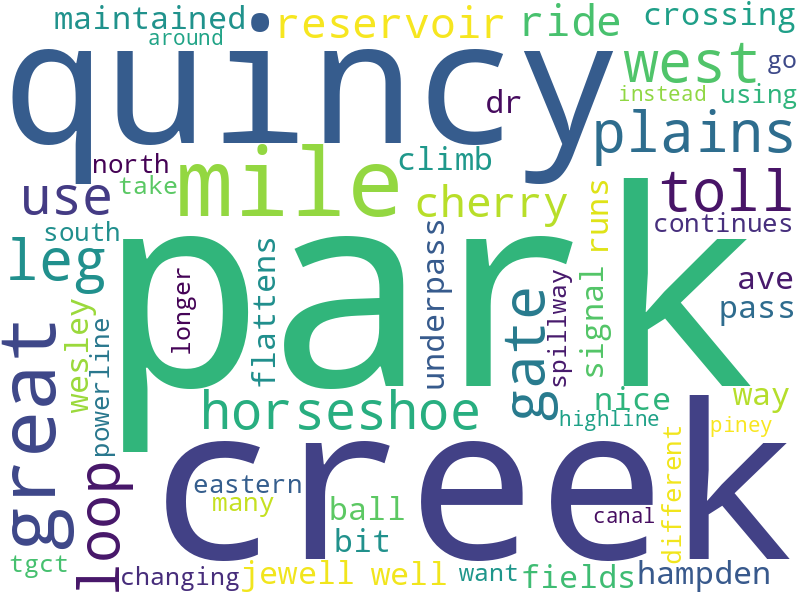 maintained
around
reservoir
ride
crossing
quincy
west
go
instead
using
dr
plains
north
climb
mile
take
use
cherry
toll
runs
continues
south
leg
park
longer
flattens
underpass
spillway
signal
gate
ave
pass
great
wesley
powerline
horseshoe
nice
way
highline
piney
loop
creek
eastern
many
ball
bit
canal
different
tgct
changing
jewell
well
want
fields
hampden